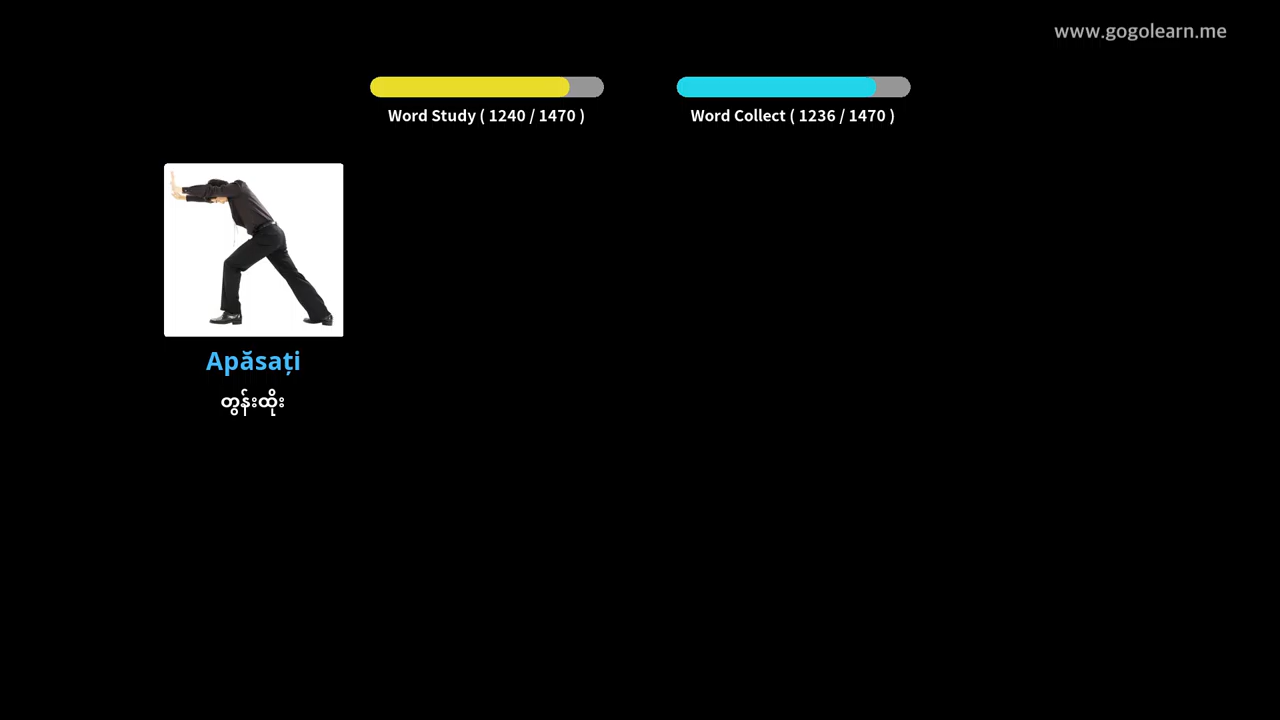 www.gogolearn.me
Word Study ( 1240 / 1470 )
Word Collect ( 1236 / 1470 )
Apăsați
တွန်းထိုး